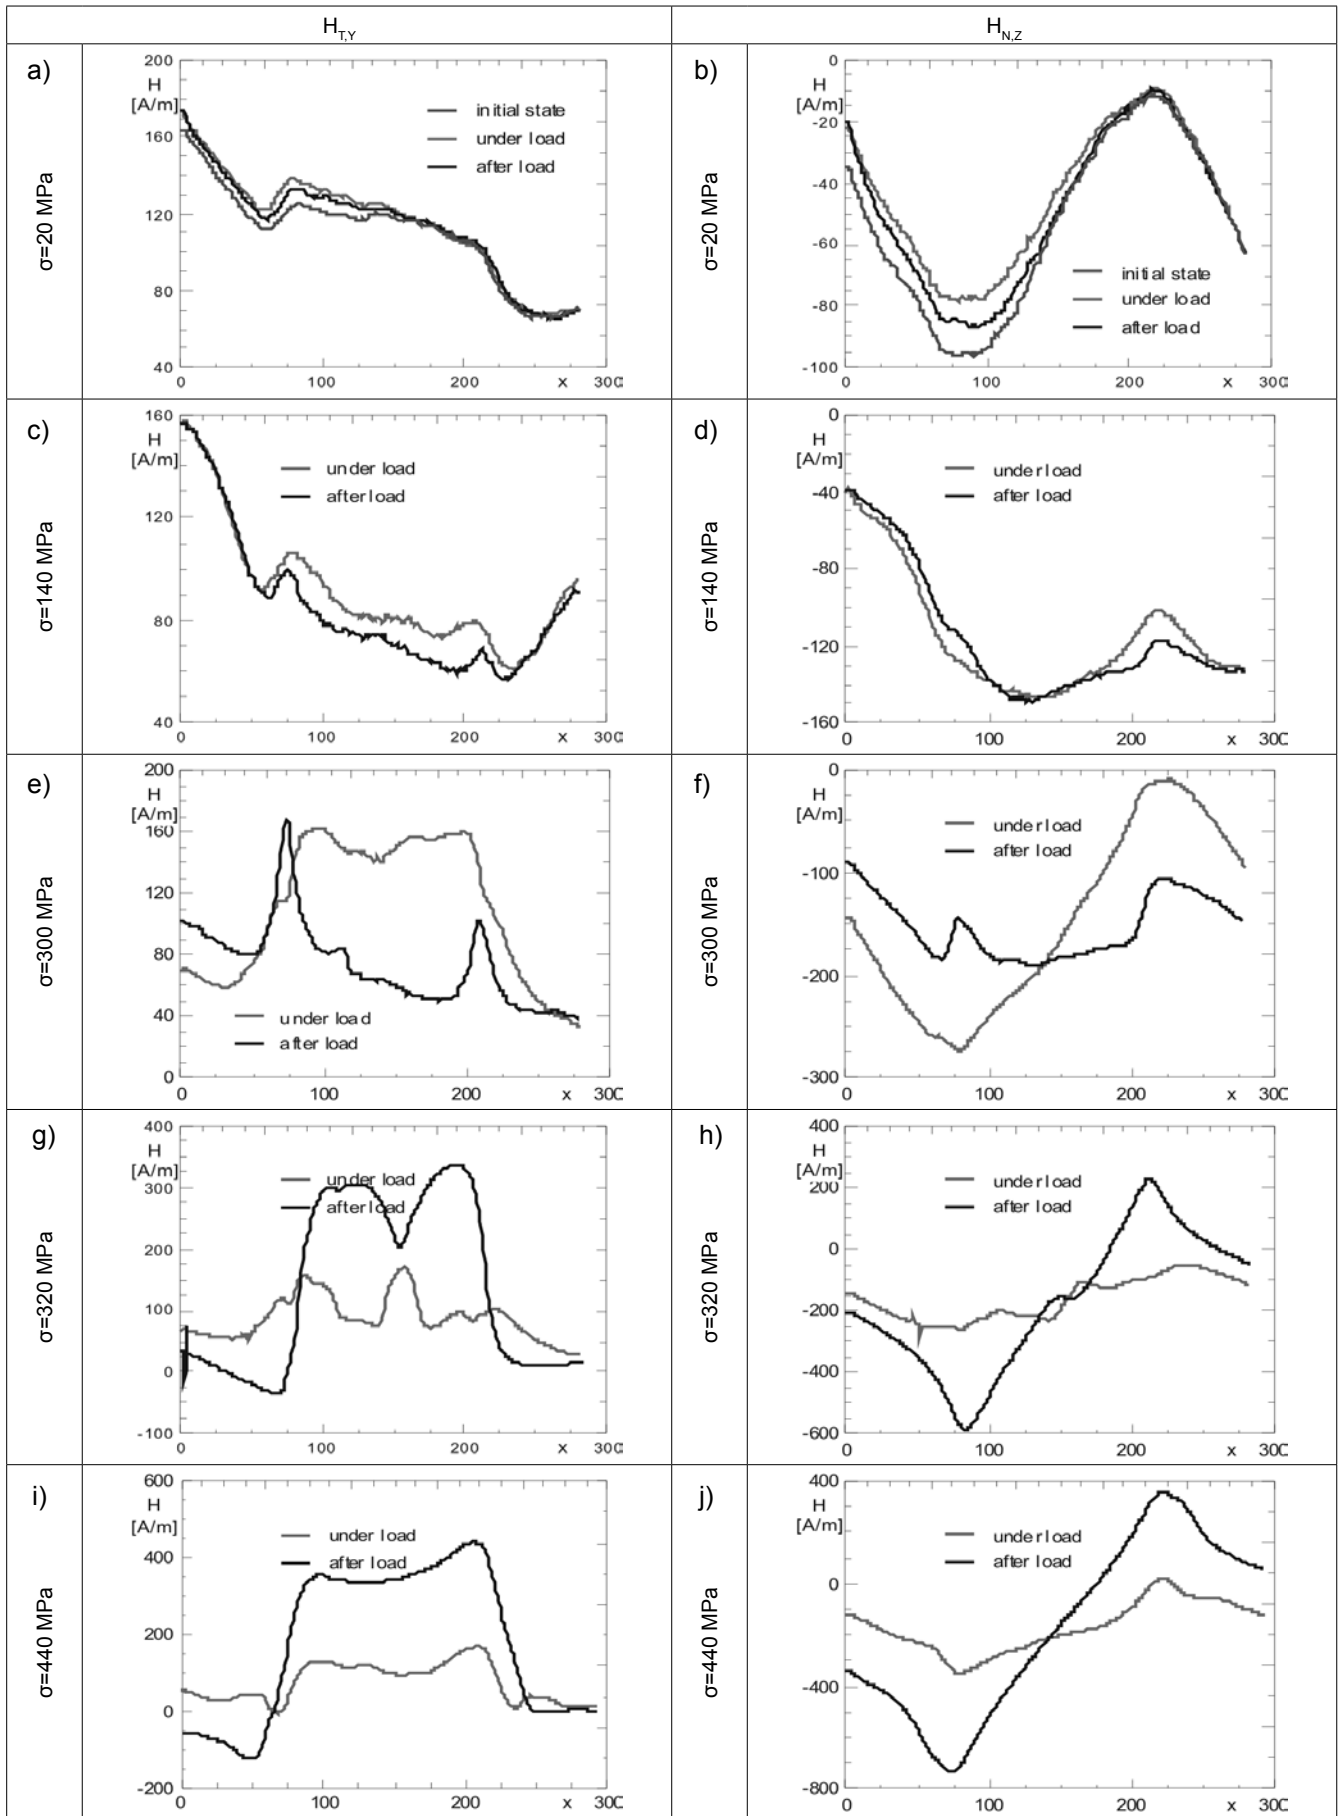 H_T,Y
H_N,Z
σ=20 MPa
a)
200
H
[A/m]
160
120
80
40
0
100
200
x
300
initial state
under load
after load
σ=20 MPa
b)
0
H
[A/m]
-20
-40
-60
-80
-100
0
100
200
x
300
initial state
under load
after load
σ=140 MPa
c)
160
H
[A/m]
120
80
40
0
100
200
x
300
under load
after load
σ=140 MPa
d)
0
H
[A/m]
-40
-80
-120
-160
0
100
200
x
300
under load
after load
σ=300 MPa
e)
200
H
[A/m]
160
120
80
40
0
0
100
200
x
300
under load
after load
σ=300 MPa
f)
0
H
[A/m]
-100
-200
-300
0
100
200
x
300
under load
after load
σ=320 MPa
g)
400
H
[A/m]
300
200
100
0
-100
0
100
200
x
300
under load
after load
σ=320 MPa
h)
400
H
[A/m]
200
0
-200
-400
-600
0
100
200
x
300
under load
after load
σ=440 MPa
i)
600
H
[A/m]
400
200
0
-200
0
100
200
x
300
under load
after load
σ=440 MPa
j)
400
H
[A/m]
0
-400
-800
0
100
200
x
300
under load
after load